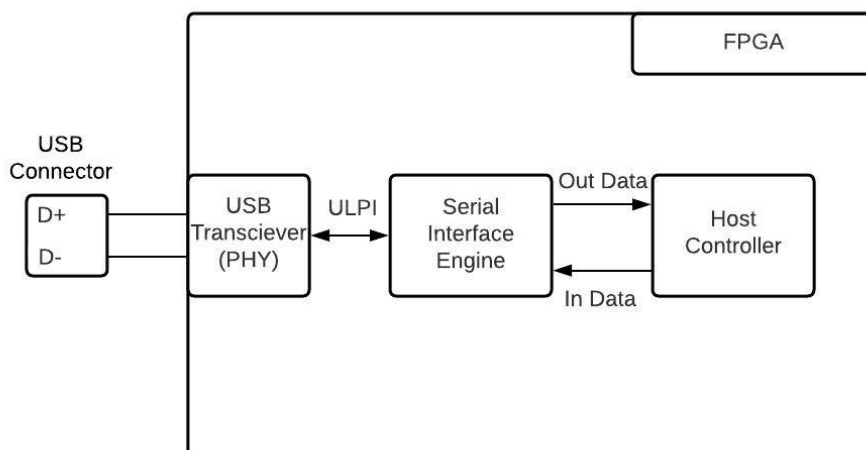 FPGA
USB
Connector
D+
D-
USB
Transciever
(PHY)
ULPI
Serial
Interface
Engine
Out Data
In Data
Host
Controller